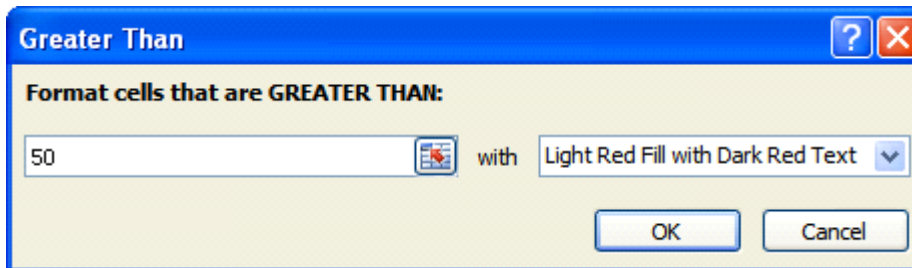 Greater Than
Format cells that are GREATER THAN:
50 with Light Red Fill with Dark Red Text
OK Cancel